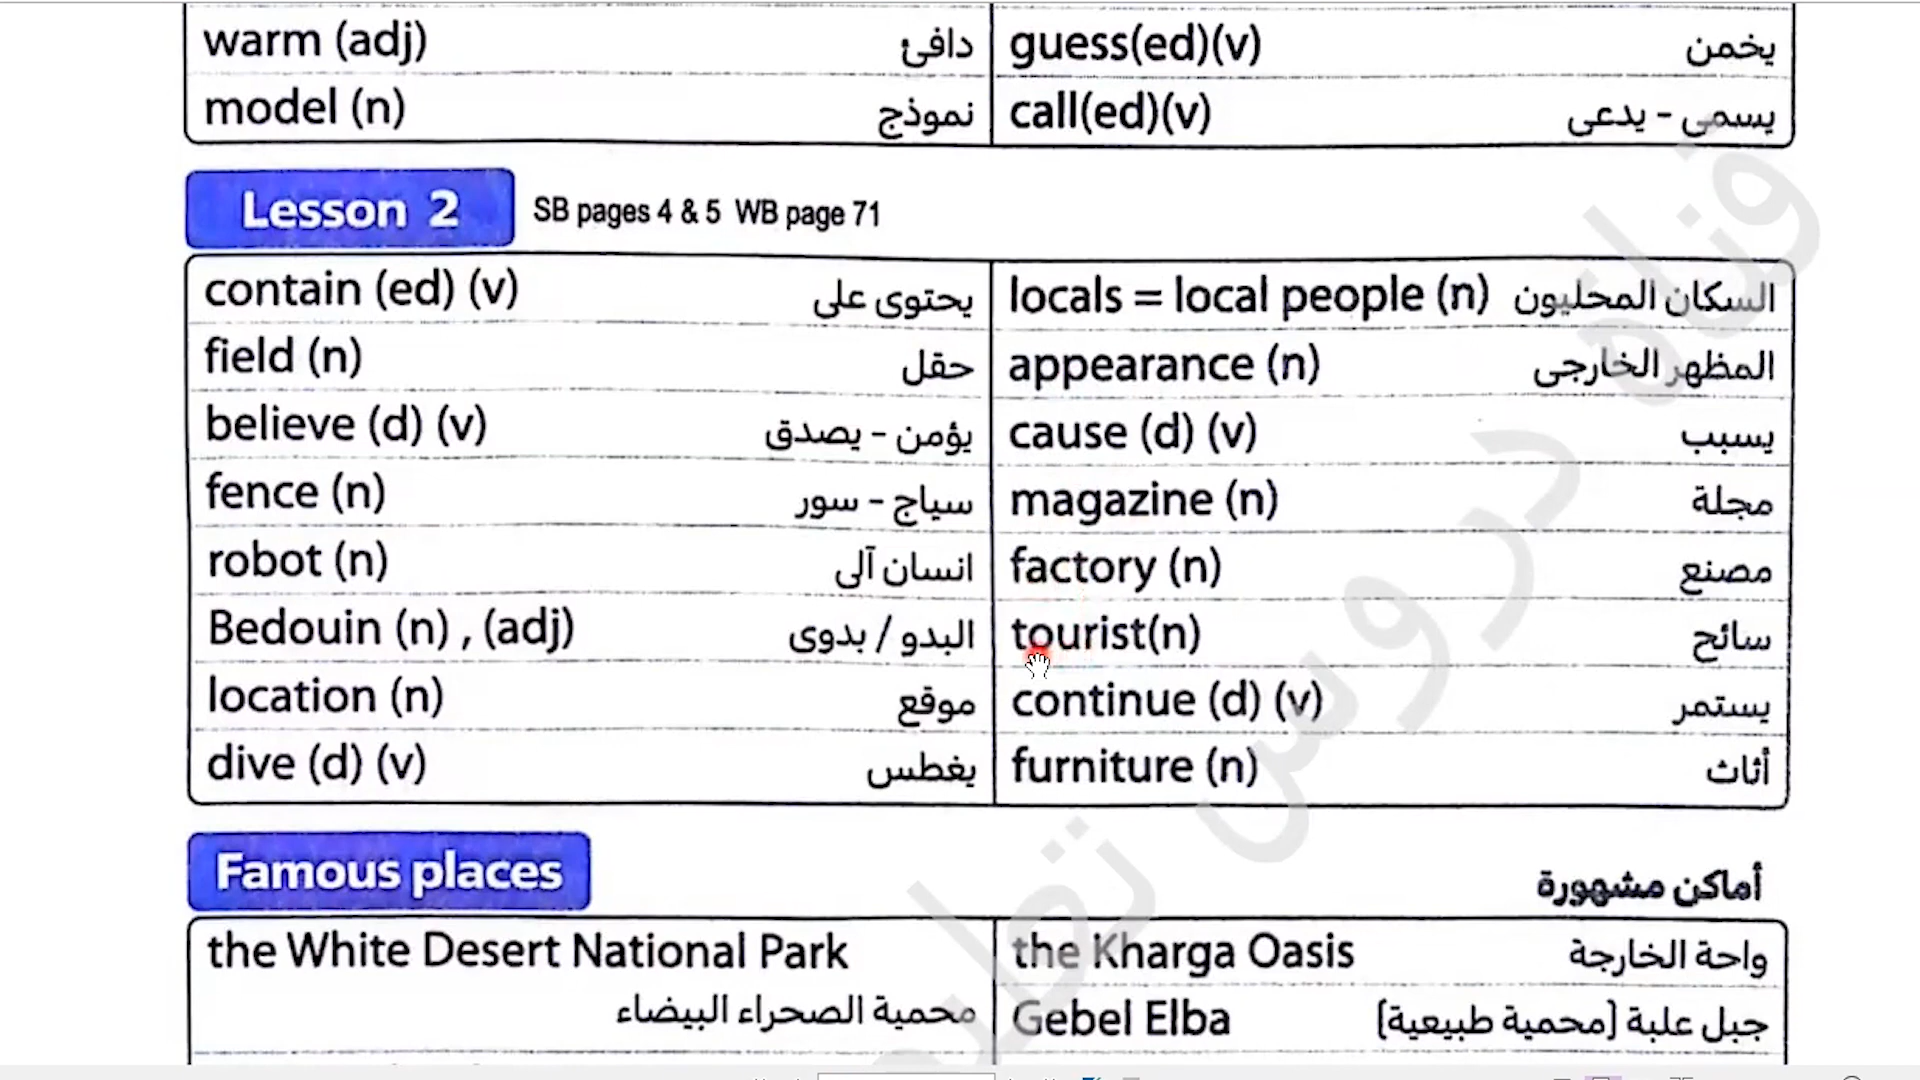 warm (adj) دافئ
guess(ed)(v) يخمن
model (n) نموذج
call(ed)(v) يسمى - يدعى
Lesson 2 SB pages 4 & 5 WB page 71
contain (ed) (v) يحتوى على
locals = local people (n) السكان المحليون
field (n) حقل
appearance (n) المظهر الخارجى
believe (d) (v) يؤمن - يصدق
cause (d) (v) يسبب
fence (n) سياج - سور
magazine (n) مجلة
robot (n) انسان آلى
factory (n) مصنع
Bedouin (n) , (adj) البدو / بدوى
tourist(n) سائح
location (n) موقع
continue (d) (v) يستمر
dive (d) (v) يغطس
furniture (n) أثاث
Famous places أماكن مشهورة
the White Desert National Park
محمية الصحراء البيضاء
the Kharga Oasis واحة الخارجة
Gebel Elba جبل علبة [محمية طبيعية]
قناة دروس